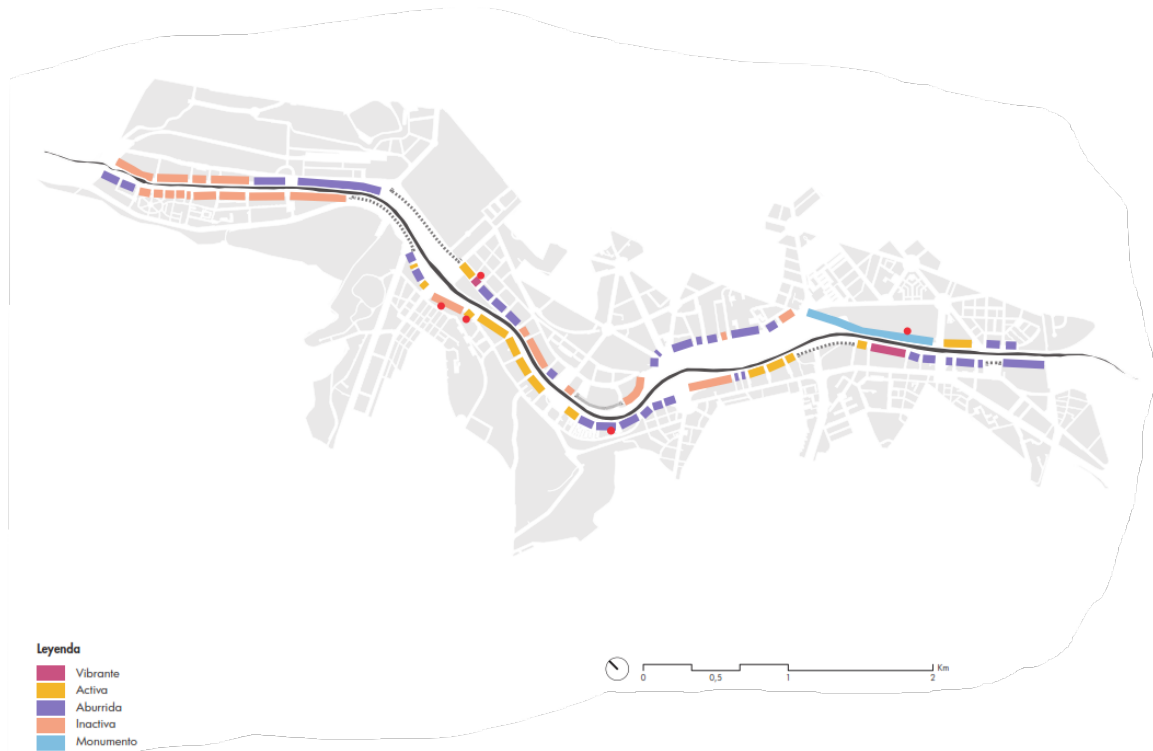 Leyenda
Vibrante
Activa
Aburrida
Inactiva
Monumento
Km
0 0,5 1 2